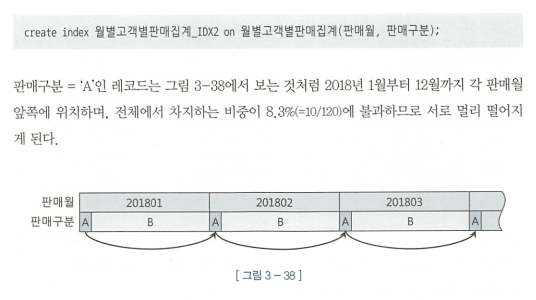 create index 월별고객별판매집계_IDX2 on 월별고객별판매집계(판매월, 판매구분);
판매구분 = ‘A’인 레코드는 그림 3-38에서 보는 것처럼 2018년 1월부터 12월까지 각 판매월
앞쪽에 위치하며, 전체에서 차지하는 비중이 8.3%(=10/120)에 불과하므로 서로 멀리 떨어지
게 된다.
판매월 201801 201802 201803
판매구분 A B A B A B A
[ 그림 3 - 38 ]